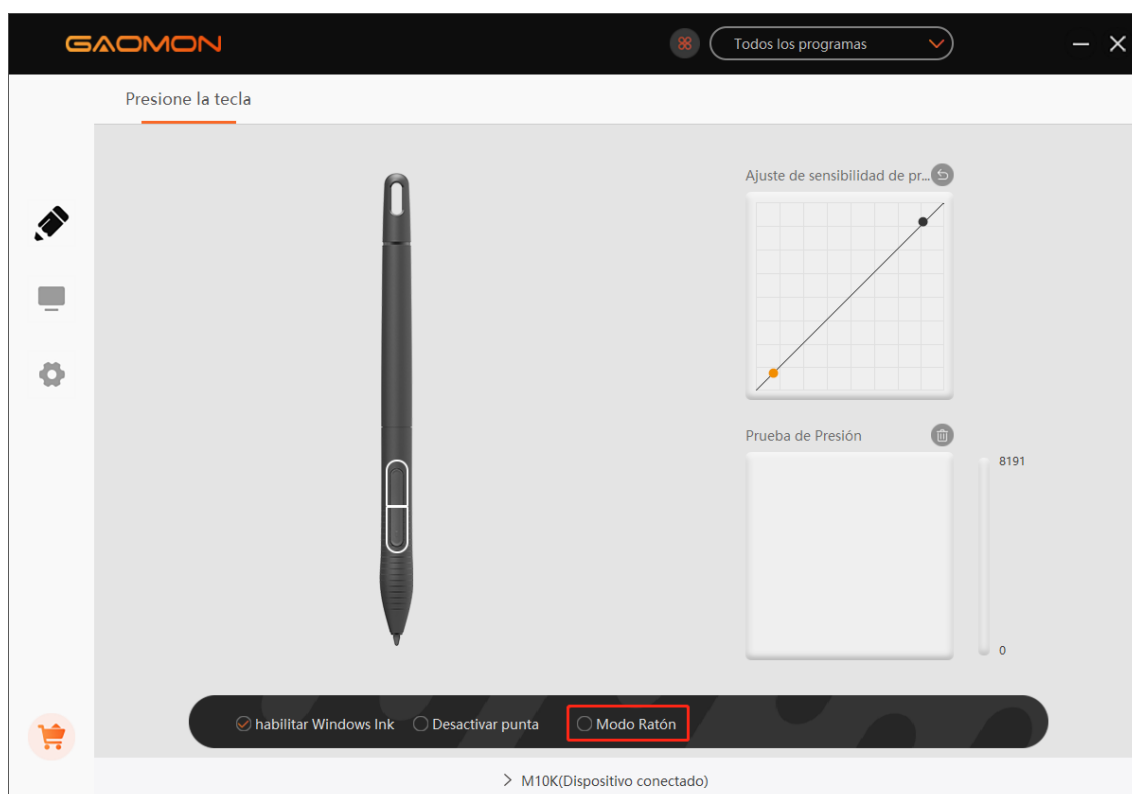 GAOMON
Todos los programas
Presione la tecla
Ajuste de sensibilidad de pr...
Prueba de Presión
8191
0
habilitar Windows Ink
Desactivar punta
Modo Ratón
M10K(Dispositivo conectado)